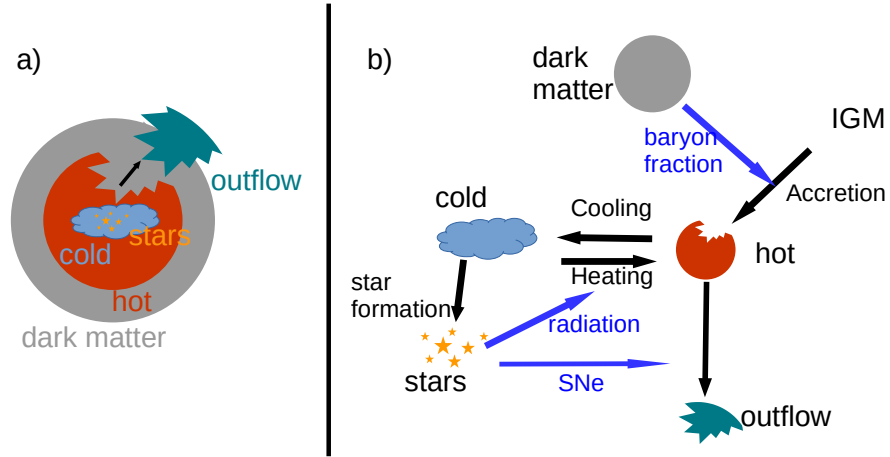 a)
outflow
stars
cold
hot
dark matter
b)
dark
matter
IGM
baryon
fraction
Accretion
cold
Cooling
hot
Heating
star
formation
radiation
stars
SNe
outflow